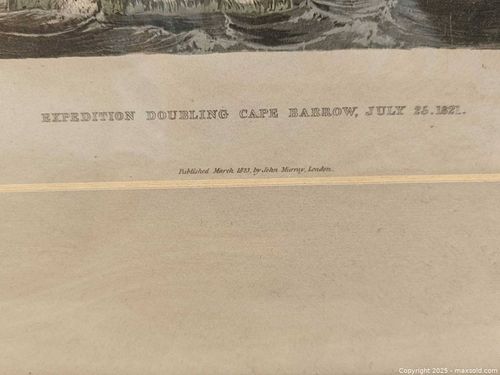 EXPEDITION DOUBLING CAPE BARROW, JULY 25.1821.
Published March 1823, by John Murray, London.
Copyright 2025 - maxsold.com